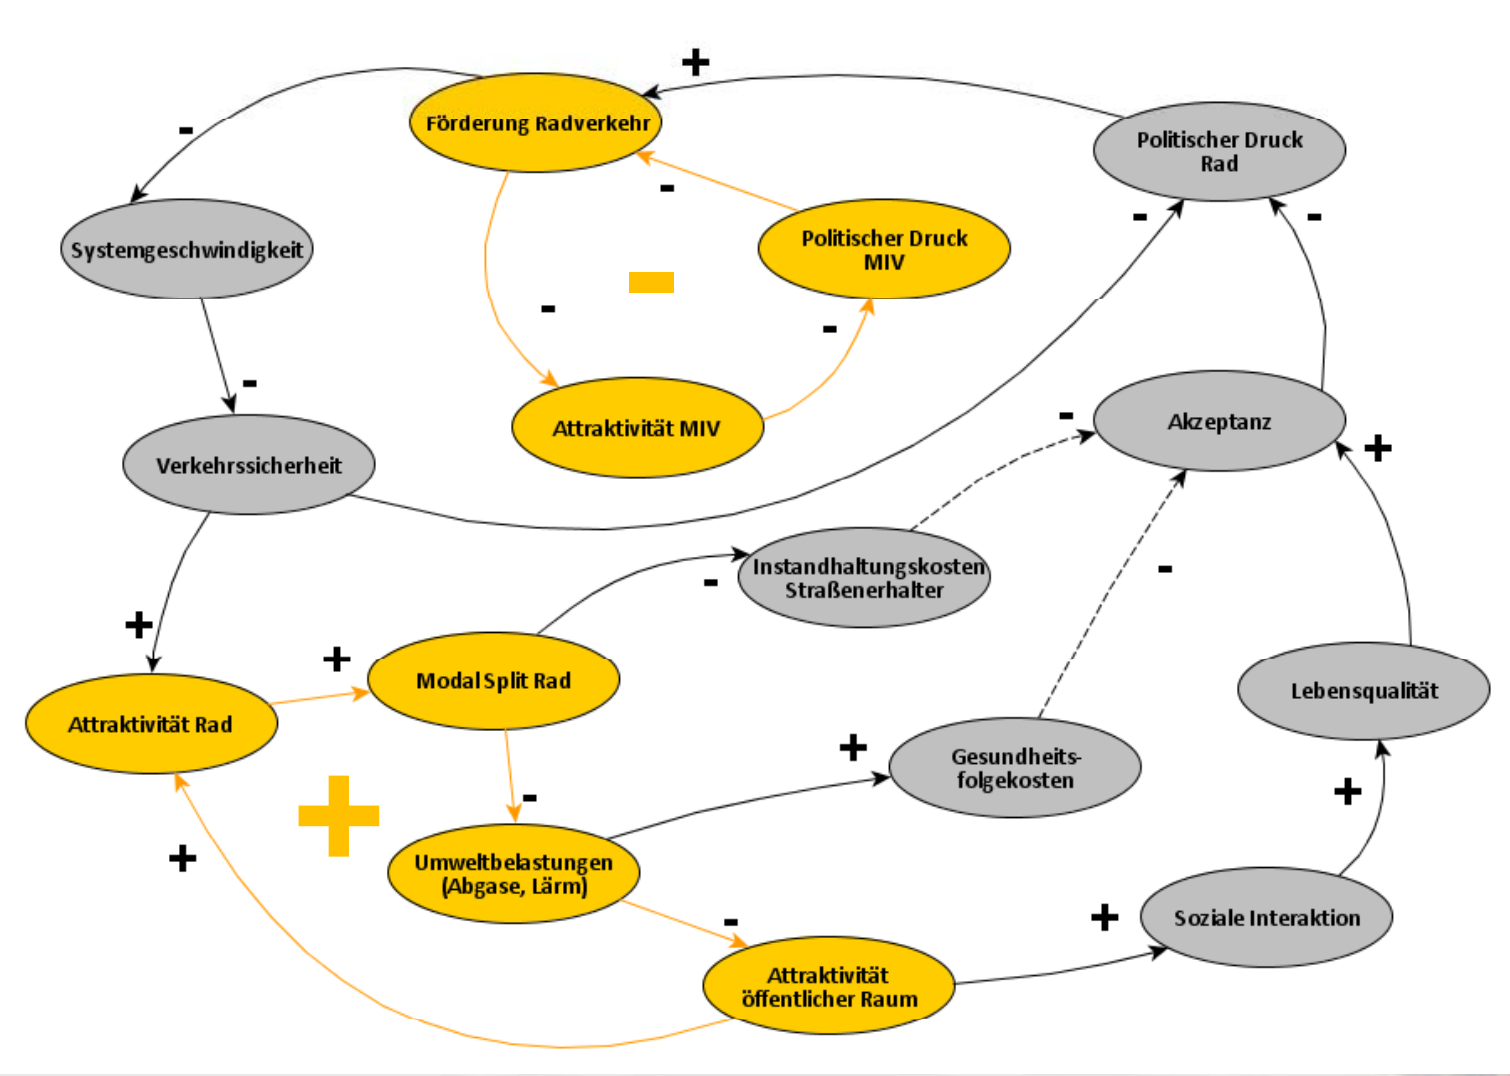 +
Förderung Radverkehr
-
Politischer Druck
Rad
-
-
-
Politischer Druck
MIV
Systemgeschwindigkeit
-
-
-
-
-
Attraktivität MIV
Akzeptanz
+
Verkehrssicherheit
Instandhaltungskosten
Straßenerhalter
-
-
+
+
Modal Split Rad
Lebensqualität
Attraktivität Rad
+
Gesundheits-
folgekosten
+
-
+
+
Umweltbelastungen
(Abgase, Lärm)
-
+
Soziale Interaktion
Attraktivität
öffentlicher Raum